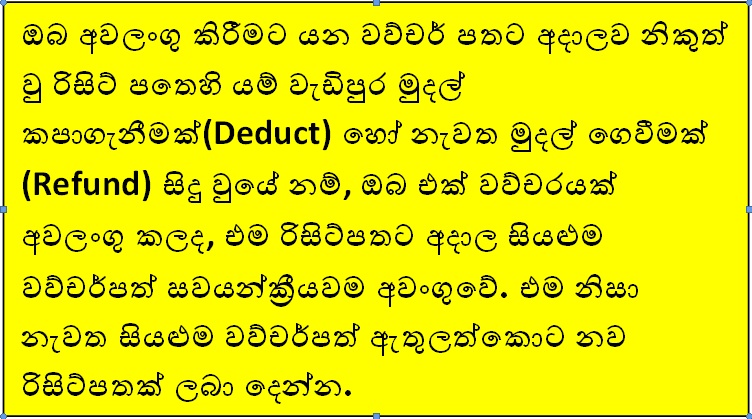 ඔබ අවලංගු කිරීමට යන වව්චර් පතට අදාලව නිකුත්
වු රිසිට් පතෙහි යම් වැඩිපුර මුදල්
කපාගැනීමක්(Deduct) හෝ නැවත මුදල් ගෙවීමක්
(Refund) සිදු වුයේ නම්, ඔබ එක් වව්චරයක්
අවලංගු කලද, එම රිසිට්පතට අදාල සියළුම
වව්චර්පත් සවයන්ක්‍රීයවම අවංගුවේ. එම නිසා
නැවත සියළුම වව්චර්පත් ඇතුලත්කොට නව
රිසිට්පතක් ලබා දෙන්න.